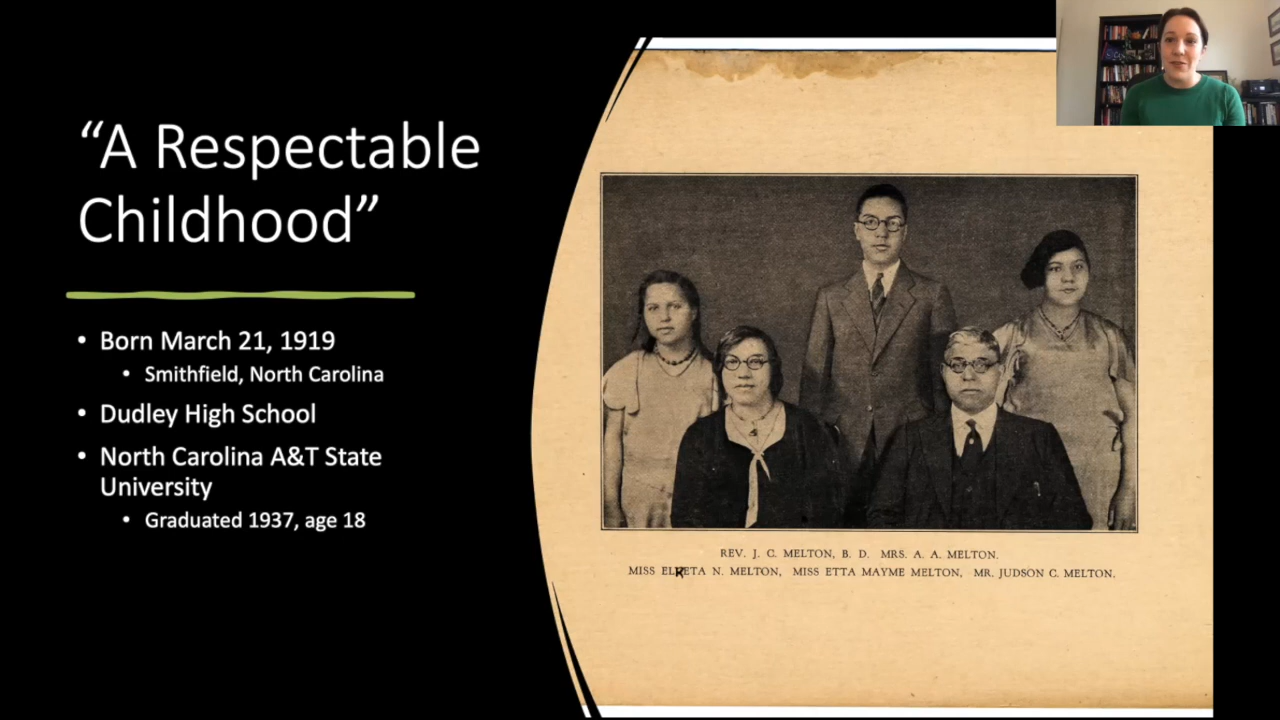 “A Respectable
Childhood”
• Born March 21, 1919
• Smithfield, North Carolina
• Dudley High School
• North Carolina A&T State
University
• Graduated 1937, age 18
REV. J. C. MELTON, B. D. MRS. A. A. MELTON.
MISS ELRETA N. MELTON, MISS ETTA MAYME MELTON, MR. JUDSON C. MELTON.